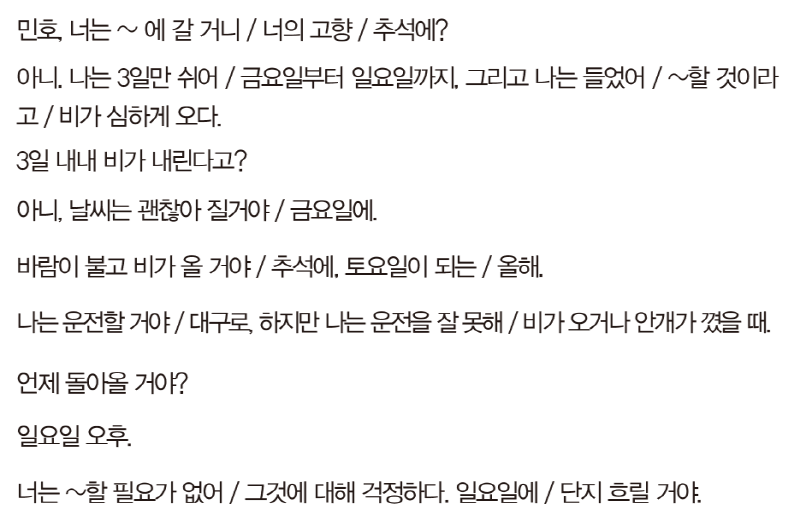 민호, 너는 ~ 에 갈 거니 / 너의 고향 / 추석에?
아니. 나는 3일만 쉬어 / 금요일부터 일요일까지, 그리고 나는 들었어 / ~할 것이라
고 / 비가 심하게 오다.
3일 내내 비가 내린다고?
아니, 날씨는 괜찮아 질거야 / 금요일에.
바람이 불고 비가 올 거야 / 추석에, 토요일이 되는 / 올해.
나는 운전할 거야 / 대구로, 하지만 나는 운전을 잘 못해 / 비가 오거나 안개가 꼈을 때.
언제 돌아올 거야?
일요일 오후.
너는 ~할 필요가 없어 / 그것에 대해 걱정하다. 일요일에 / 단지 흐릴 거야.